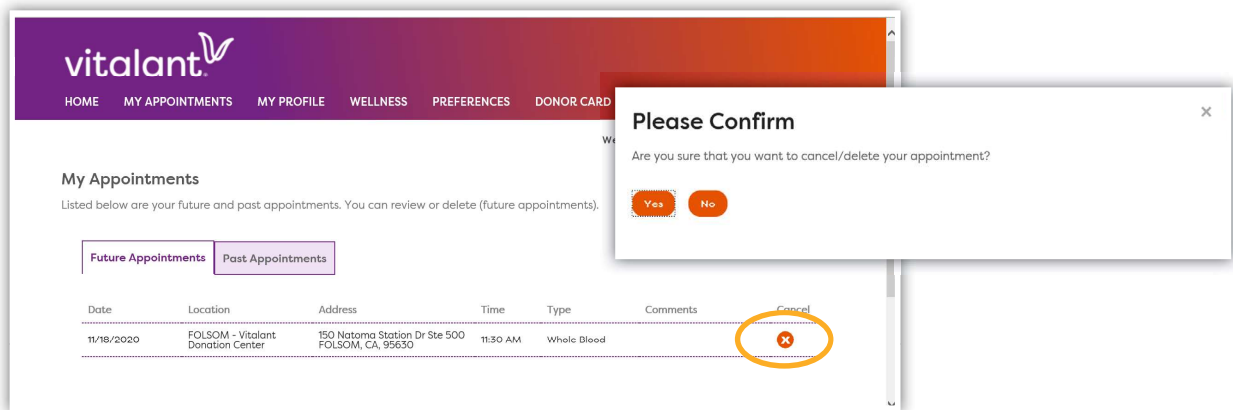 vitalant
HOME MY APPOINTMENTS MY PROFILE WELLNESS PREFERENCES DONOR CARD
My Appointments
Listed below are your future and past appointments. You can review or delete (future appointments).
Future Appointments Past Appointments
Date Location Address Time Type Comments Cancel
11/18/2020 FOLSOM - Vitalant 150 Natoma Station Dr Ste 500 11:30 AM Whole Blood
Donation Center FOLSOM, CA, 95630
Please Confirm
Are you sure that you want to cancel/delete your appointment?
Yes No